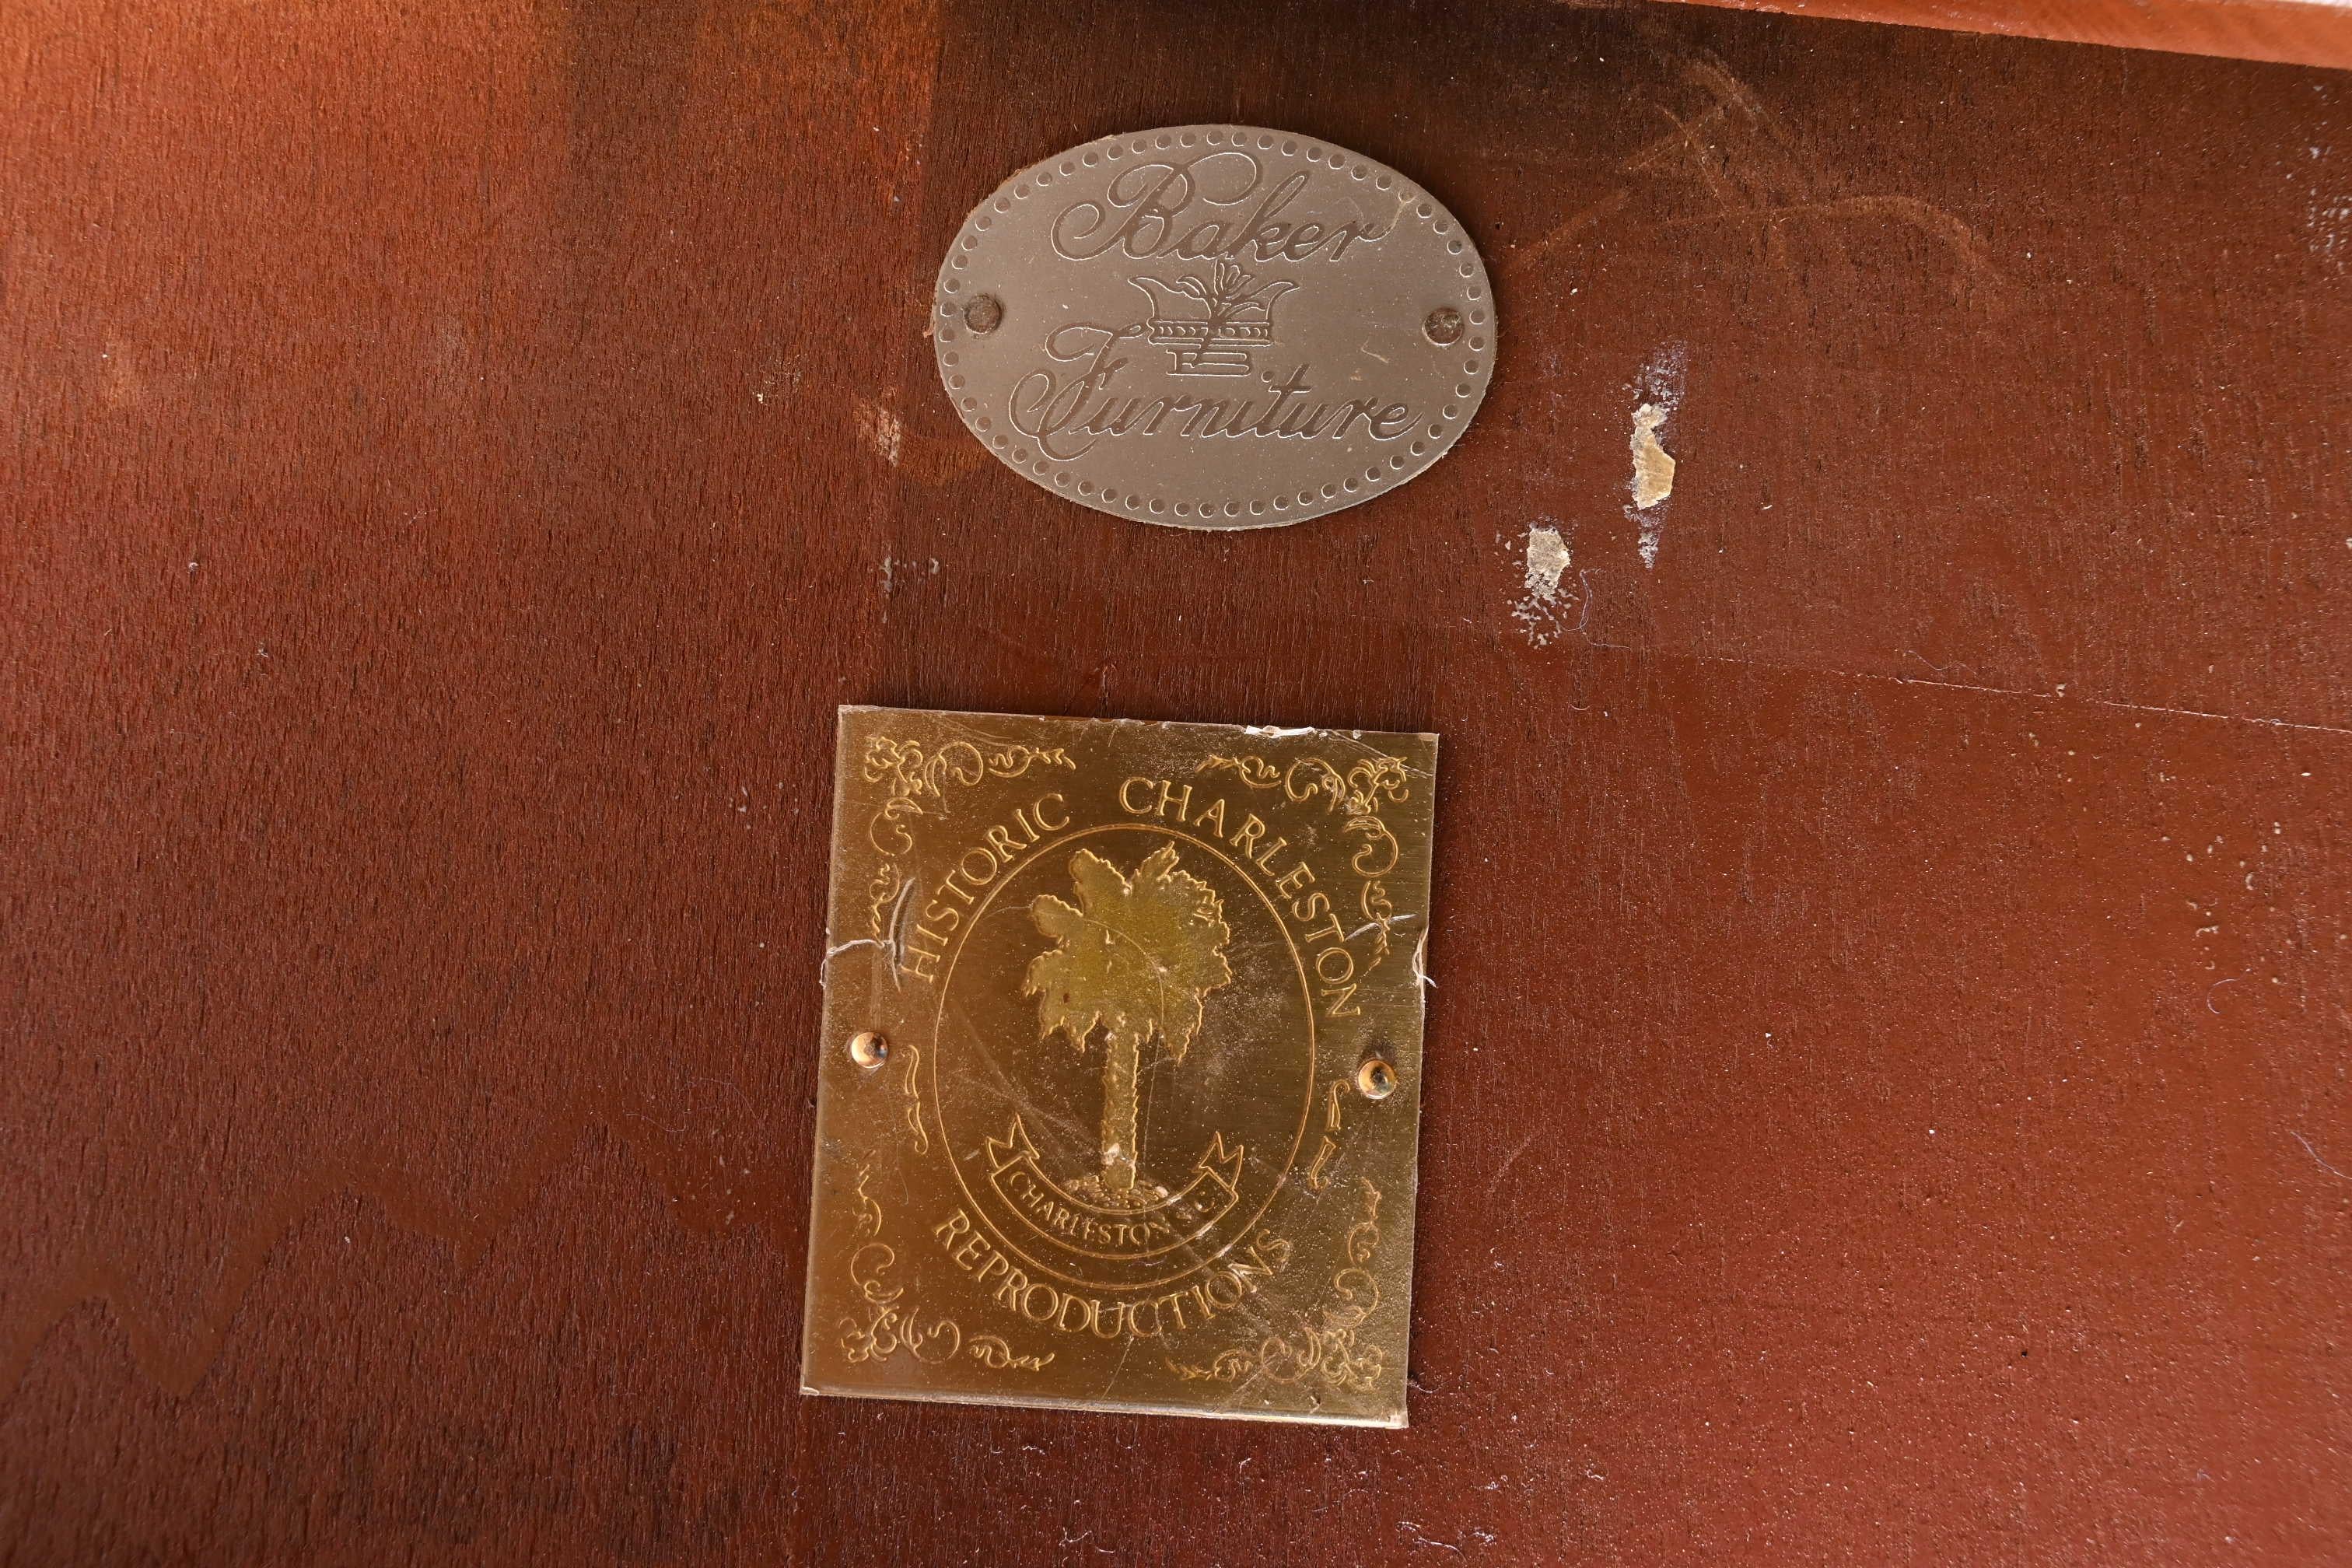 Baker
Furniture
HISTORIC CHARLESTON
CHARLESTON S.C.
REPRODUCTIONS